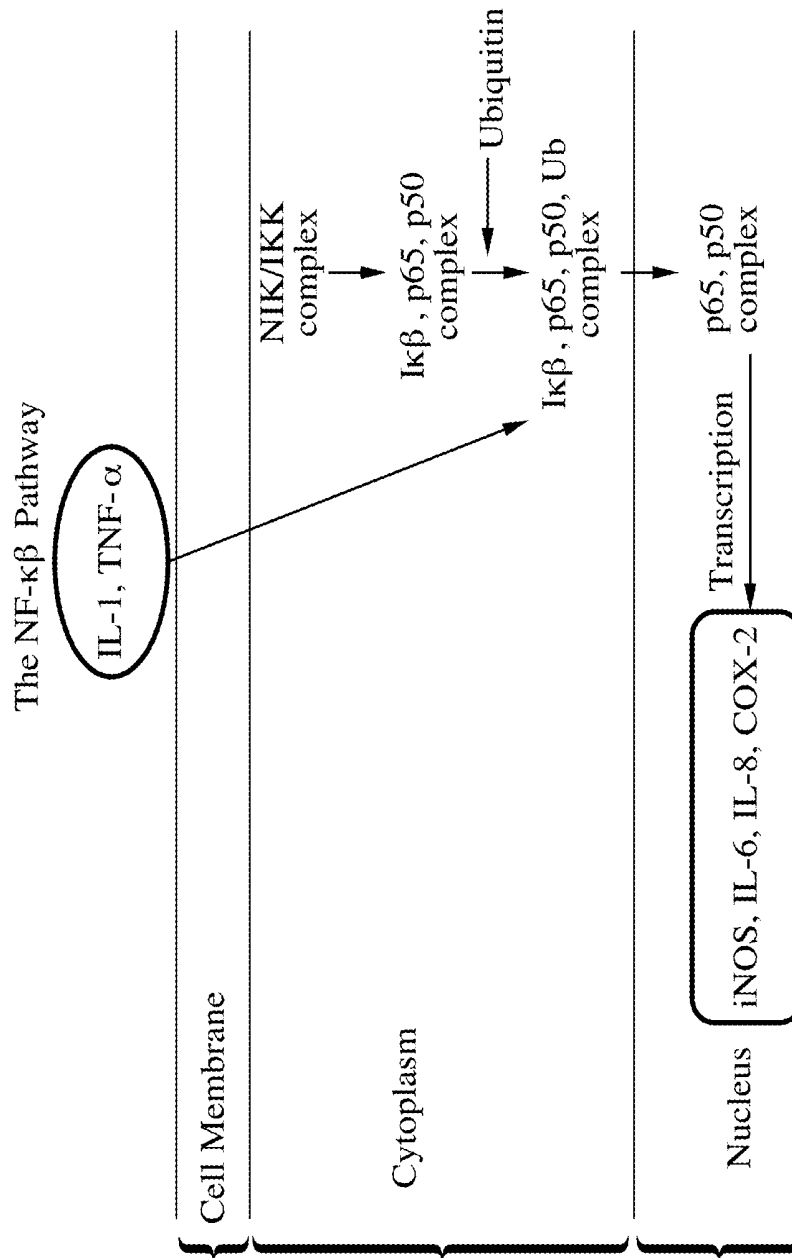 The NF-κβ Pathway
IL-1, TNF-α
Cell Membrane
NIK/IKK
complex
Cytoplasm
Iκβ , p65, p50
complex
Ubiquitin
Iκβ , p65, p50, Ub
complex
Nucleus
iNOS, IL-6, IL-8, COX-2
Transcription
p65, p50
complex